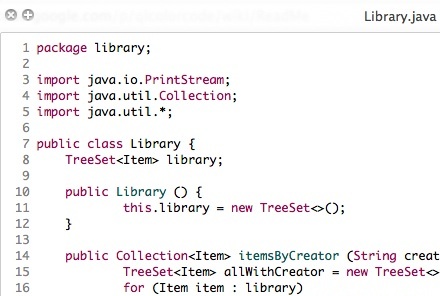 Library.java
1 package library;
2
3 import java.io.PrintStream;
4 import java.util.Collection;
5 import java.util.*;
6
7 public class Library {
8 TreeSet<Item> library;
9
10 public Library () {
11 this.library = new TreeSet<>();
12 }
13
14 public Collection<Item> itemsByCreator (String creat
15 TreeSet<Item> allWithCreator = new TreeSet<
16 for (Item item : library)